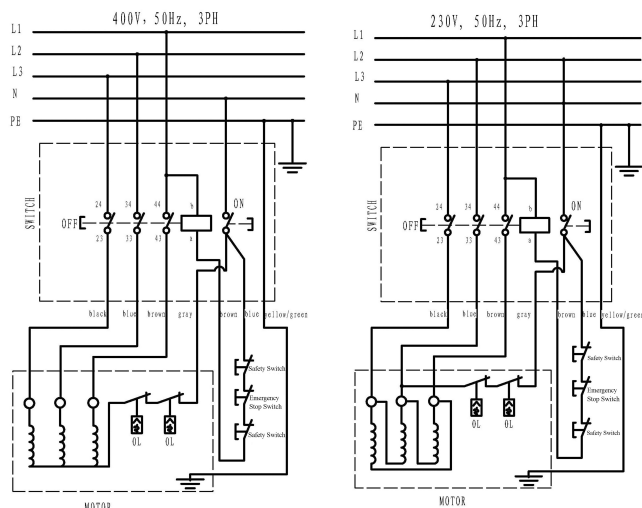 400V, 50Hz, 3PH
L1
L2
L3
N
PE
SWITCH
24
34
44
b
ON
OFF
23
33
43
a
black
blue
brown
gray
brown
blue
yellow/green
Safety Switch
Emergency
Stop Switch
Safety Switch
OL
OL
MOTOR
230V, 50Hz, 3PH
L1
L2
L3
N
PE
SWITCH
24
34
44
b
ON
OFF
23
33
43
a
black
blue
brown
gray
brown
blue
yellow/green
Safety Switch
Emergency
Stop Switch
Safety Switch
OL
OL
MOTOR